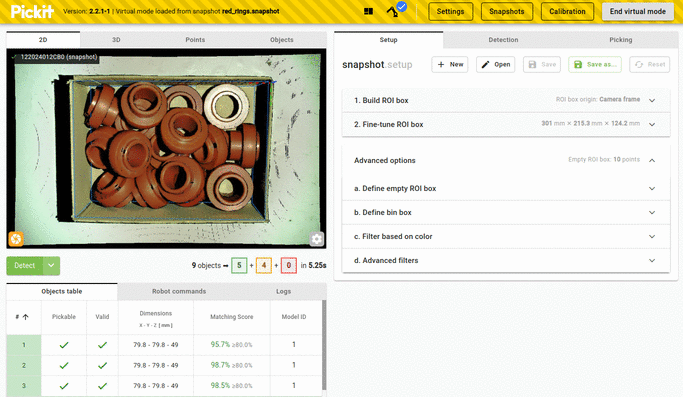 Pickit Version: 2.2.1-1 | Virtual mode loaded from snapshot red_rings.snapshot Settings Snapshots Calibration End virtual mode
2D 3D Points Objects
122024012CB0 (snapshot)
Detect 9 objects ➡ 5 + 4 + 0 in 5.25s
Objects table Robot commands Logs
# ↑ Pickable Valid Dimensions X - Y - Z [mm] Matching Score Model ID
1 79.8 - 79.8 - 49 95.7% ≥80.0% 1
2 79.8 - 79.8 - 49 98.7% ≥80.0% 1
3 79.8 - 79.8 - 49 98.5% ≥80.0% 1
Setup Detection Picking
snapshot.setup + New Open Save Save as... Reset
1. Build ROI box ROI box origin: Camera frame
2. Fine-tune ROI box 301 mm × 215.3 mm × 124.2 mm
Advanced options Empty ROI box: 10 points
a. Define empty ROI box
b. Define bin box
c. Filter based on color
d. Advanced filters